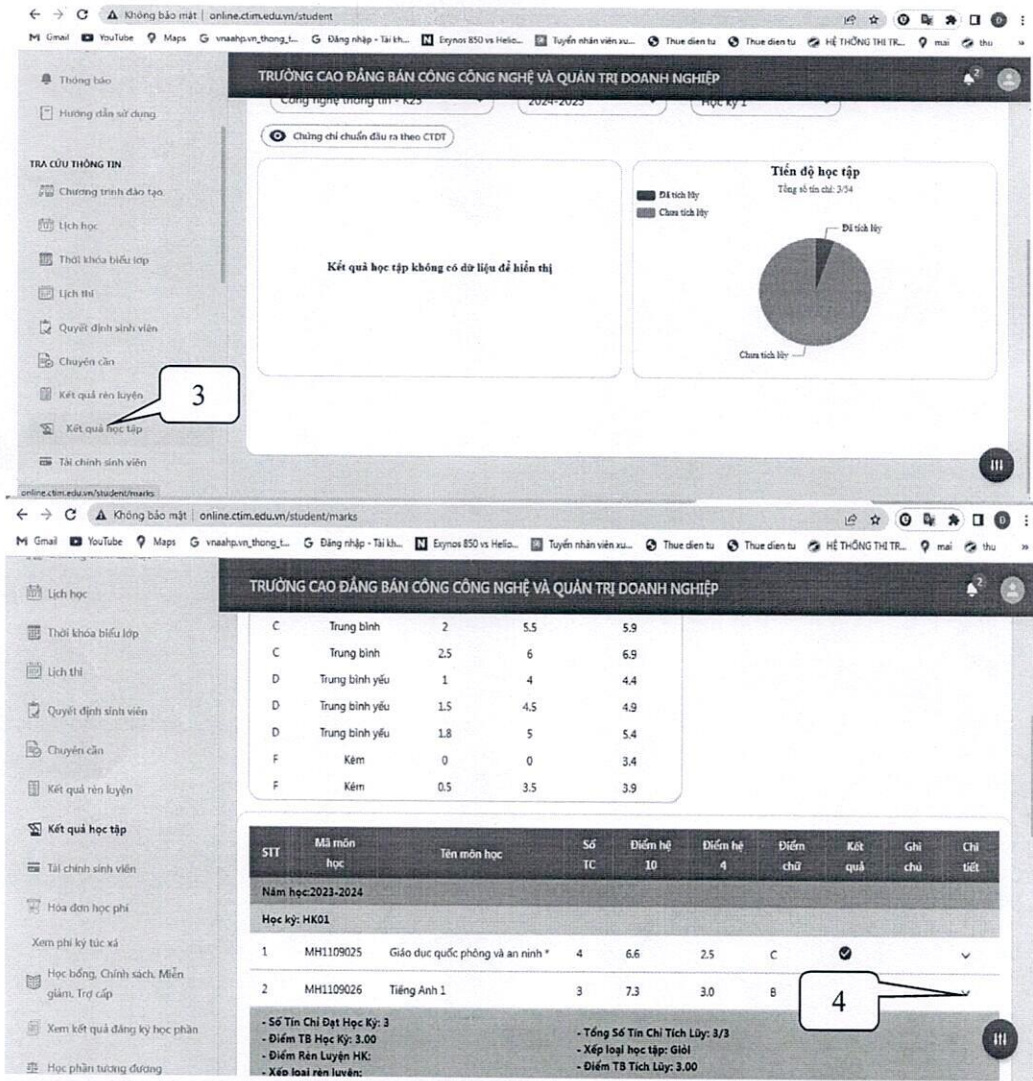 Không bảo mật | online.ctim.edu.vn/student
Gmail YouTube Maps vnaahp.vn_thong_t... Đăng nhập - Tài kh... Exynos 850 vs Helio... Tuyển nhân viên xu... Thue dien tu Thue dien tu HỆ THỐNG THI TR... mai thu
Thông báo
Hướng dẫn sử dụng
TRA CỨU THÔNG TIN
Chương trình đào tạo
Lịch học
Thời khóa biểu lớp
Lịch thi
Quyết định sinh viên
Chuyên cần
Kết quả rèn luyện
Kết quả học tập
Tài chính sinh viên
online.ctim.edu.vn/student/marks
3
TRƯỜNG CAO ĐẲNG BÁN CÔNG CÔNG NGHỆ VÀ QUẢN TRỊ DOANH NGHIỆP 2
Công nghệ thông tin - K25 2024-2025 Học kỳ 1
Chứng chỉ chuẩn đầu ra theo CTĐT
Kết quả học tập không có dữ liệu để hiển thị
Tiến độ học tập
Tổng số tín chỉ: 3/54
Đã tích lũy
Chưa tích lũy
Đã tích lũy
Chưa tích lũy
Không bảo mật | online.ctim.edu.vn/student/marks
Gmail YouTube Maps vnaahp.vn_thong_t... Đăng nhập - Tài kh... Exynos 850 vs Helio... Tuyển nhân viên xu... Thue dien tu Thue dien tu HỆ THỐNG THI TR... mai thu
Lịch học
Thời khóa biểu lớp
Lịch thi
Quyết định sinh viên
Chuyên cần
Kết quả rèn luyện
Kết quả học tập
Tài chính sinh viên
Hóa đơn học phí
Xem phí ký túc xá
Học bổng, Chính sách, Miễn
giảm, Trợ cấp
Xem kết quả đăng ký học phần
Học phần tương đương
TRƯỜNG CAO ĐẲNG BÁN CÔNG CÔNG NGHỆ VÀ QUẢN TRỊ DOANH NGHIỆP 2
C Trung bình 2 5.5 5.9
C Trung bình 2.5 6 6.9
D Trung bình yếu 1 4 4.4
D Trung bình yếu 1.5 4.5 4.9
D Trung bình yếu 1.8 5 5.4
F Kém 0 0 3.4
F Kém 0.5 3.5 3.9
STT Mã môn học Tên môn học Số TC Điểm hệ 10 Điểm hệ 4 Điểm chữ Kết quả Ghi chú Chi tiết
Năm học:2023-2024
Học kỳ: HK01
1 MH1109025 Giáo dục quốc phòng và an ninh * 4 6.6 2.5 C
2 MH1109026 Tiếng Anh 1 3 7.3 3.0 B
4
- Số Tín Chỉ Đạt Học Kỳ: 3
- Điểm TB Học Kỳ: 3.00
- Điểm Rèn Luyện HK:
- Xếp loại rèn luyện:
- Tổng Số Tín Chỉ Tích Lũy: 3/3
- Xếp loại học tập: Giỏi
- Điểm TB Tích Lũy: 3.00